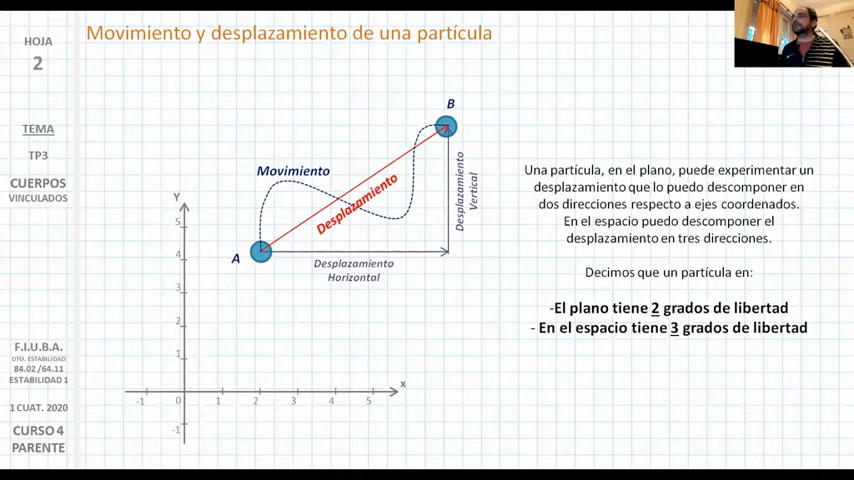 Movimiento y desplazamiento de una partícula
HOJA
2
TEMA
TP3
CUERPOS
VINCULADOS
F.I.U.B.A.
DTO. ESTABILIDAD
84.02 /64.11
ESTABILIDAD 1
1 CUAT. 2020
CURSO 4
PARENTE
B
Movimiento
Desplazamiento
Desplazamiento
Vertical
A
Desplazamiento
Horizontal
Y
5
4
3
2
1
-1
-1
0
1
2
3
4
5
x
Una partícula, en el plano, puede experimentar un
desplazamiento que lo puedo descomponer en
dos direcciones respecto a ejes coordenados.
En el espacio puedo descomponer el
desplazamiento en tres direcciones.
Decimos que un partícula en:
-El plano tiene 2 grados de libertad
- En el espacio tiene 3 grados de libertad